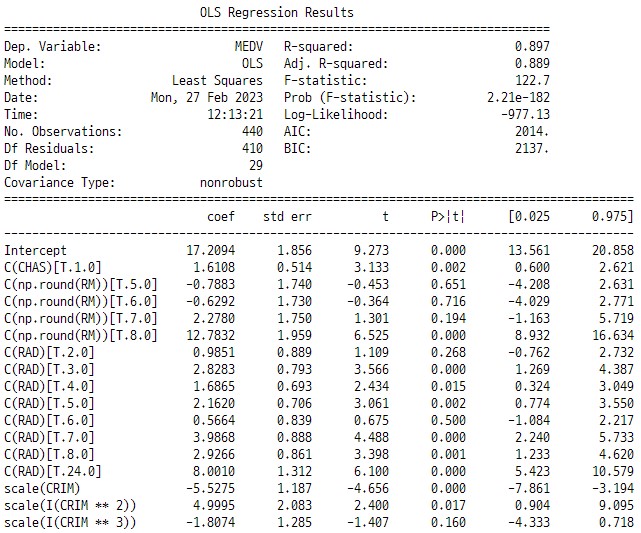 OLS Regression Results
==============================================================================
Dep. Variable: MEDV R-squared: 0.897
Model: OLS Adj. R-squared: 0.889
Method: Least Squares F-statistic: 122.7
Date: Mon, 27 Feb 2023 Prob (F-statistic): 2.21e-182
Time: 12:13:21 Log-Likelihood: -977.13
No. Observations: 440 AIC: 2014.
Df Residuals: 410 BIC: 2137.
Df Model: 29
Covariance Type: nonrobust
==========================================================================================
coef std err t P>|t| [0.025 0.975]
------------------------------------------------------------------------------------------
Intercept 17.2094 1.856 9.273 0.000 13.561 20.858
C(CHAS)[T.1.0] 1.6108 0.514 3.133 0.002 0.600 2.621
C(np.round(RM))[T.5.0] -0.7883 1.740 -0.453 0.651 -4.208 2.631
C(np.round(RM))[T.6.0] -0.6292 1.730 -0.364 0.716 -4.029 2.771
C(np.round(RM))[T.7.0] 2.2780 1.750 1.301 0.194 -1.163 5.719
C(np.round(RM))[T.8.0] 12.7832 1.959 6.525 0.000 8.932 16.634
C(RAD)[T.2.0] 0.9851 0.889 1.109 0.268 -0.762 2.732
C(RAD)[T.3.0] 2.8283 0.793 3.566 0.000 1.269 4.387
C(RAD)[T.4.0] 1.6865 0.693 2.434 0.015 0.324 3.049
C(RAD)[T.5.0] 2.1620 0.706 3.061 0.002 0.774 3.550
C(RAD)[T.6.0] 0.5664 0.839 0.675 0.500 -1.084 2.217
C(RAD)[T.7.0] 3.9868 0.888 4.488 0.000 2.240 5.733
C(RAD)[T.8.0] 2.9266 0.861 3.398 0.001 1.233 4.620
C(RAD)[T.24.0] 8.0010 1.312 6.100 0.000 5.423 10.579
scale(CRIM) -5.5275 1.187 -4.656 0.000 -7.861 -3.194
scale(I(CRIM ** 2)) 4.9995 2.083 2.400 0.017 0.904 9.095
scale(I(CRIM ** 3)) -1.8074 1.285 -1.407 0.160 -4.333 0.718